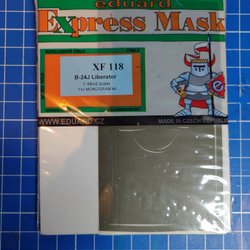 eduard
Express Mask
XF 118
B-24J Liberator
1:48th scale
For MONOGRAM kit
WWW.EDUARD.CZ
MADE IN CZECH REPUBLIC